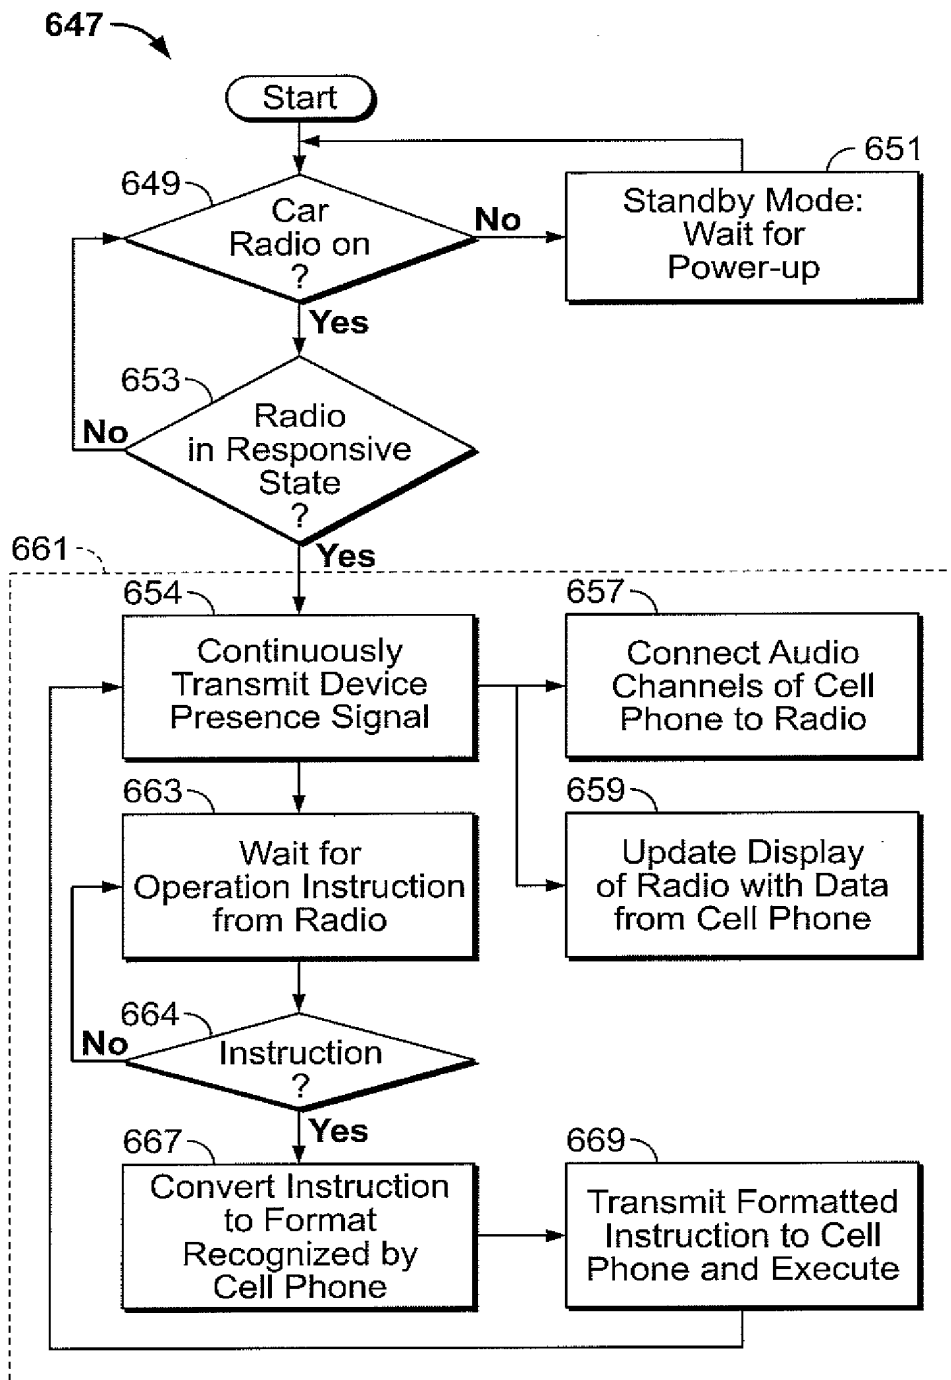 647
Start
649
Car
Radio on
?
No
651
Standby Mode:
Wait for
Power-up
Yes
653
Radio
in Responsive
State
?
No
Yes
661
654
Continuously
Transmit Device
Presence Signal
657
Connect Audio
Channels of Cell
Phone to Radio
663
Wait for
Operation Instruction
from Radio
659
Update Display
of Radio with Data
from Cell Phone
664
Instruction
?
No
Yes
667
Convert Instruction
to Format
Recognized by
Cell Phone
669
Transmit Formatted
Instruction to Cell
Phone and Execute